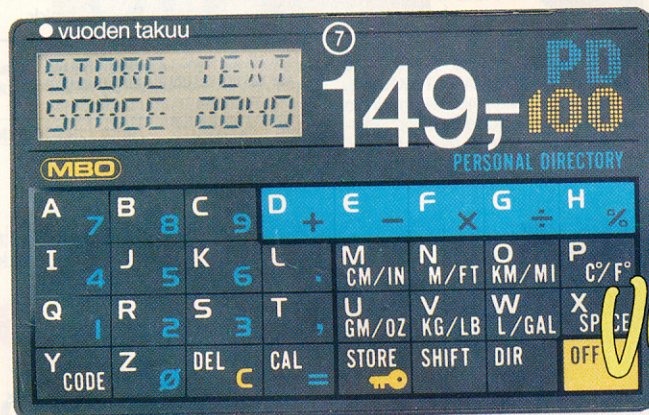 ● vuoden takuu
7
STORE TEXT
SPACE 2040
149,-
PD
100
MBO
PERSONAL DIRECTORY
A 7 B 8 C 9 D + E − F × G ÷ H %
I 4 J 5 K 6 L . M CM/IN N M/FT O KM/MI P C°/F°
Q 1 R 2 S 3 T , U GM/OZ V KG/LB W L/GAL X SPACE
Y CODE Z Ø DEL C CAL = STORE SHIFT DIR OFF